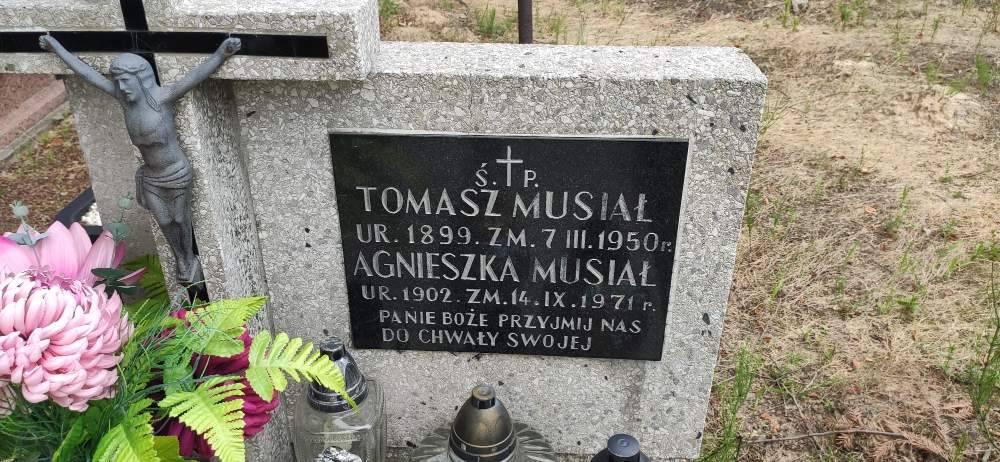 Ś. P.
TOMASZ MUSIAŁ
UR. 1899. ZM. 7 III. 1950 r.
AGNIESZKA MUSIAŁ
UR. 1902. ZM. 14. IX. 1971 r.
PANIE BOŻE PRZYJMIJ NAS
DO CHWAŁY SWOJEJ